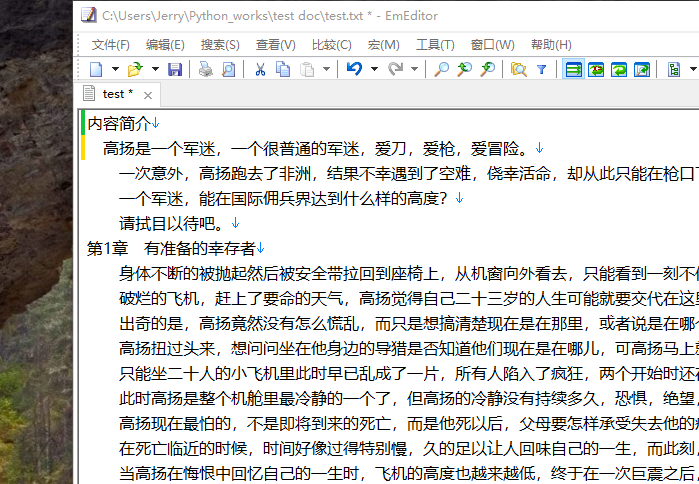 C:\Users\Jerry\Python_works\test doc\test.txt * - EmEditor
文件(F) 编辑(E) 搜索(S) 查看(V) 比较(C) 宏(M) 工具(T) 窗口(W) 帮助(H)
test * ×
内容简介↓
高扬是一个军迷，一个很普通的军迷，爱刀，爱枪，爱冒险。↓
一次意外，高扬跑去了非洲，结果不幸遇到了空难，侥幸活命，却从此只能在枪口
一个军迷，能在国际佣兵界达到什么样的高度？↓
请拭目以待吧。↓
第1章 有准备的幸存者↓
身体不断的被抛起然后被安全带拉回到座椅上，从机窗向外看去，只能看到一刻不
破烂的飞机，赶上了要命的天气，高扬觉得自己二十三岁的人生可能就要交代在这
出奇的是，高扬竟然没有怎么慌乱，而只是想搞清楚现在是在那里，或者说是在哪
高扬扭过头来，想问问坐在他身边的导猎是否知道他们现在是在哪儿，可高扬马上
只能坐二十人的小飞机里此时早已乱成了一片，所有人陷入了疯狂，两个开始时还
此时高扬是整个机舱里最冷静的一个了，但高扬的冷静没有持续多久，恐惧，绝望，
高扬现在最怕的，不是即将到来的死亡，而是他死以后，父母要怎样承受失去他的
在死亡临近的时候，时间好像过得特别慢，久的足以让人回味自己的一生，而此刻，
当高扬在悔恨中回忆自己的一生时，飞机的高度也越来越低，终于在一次巨震之后，